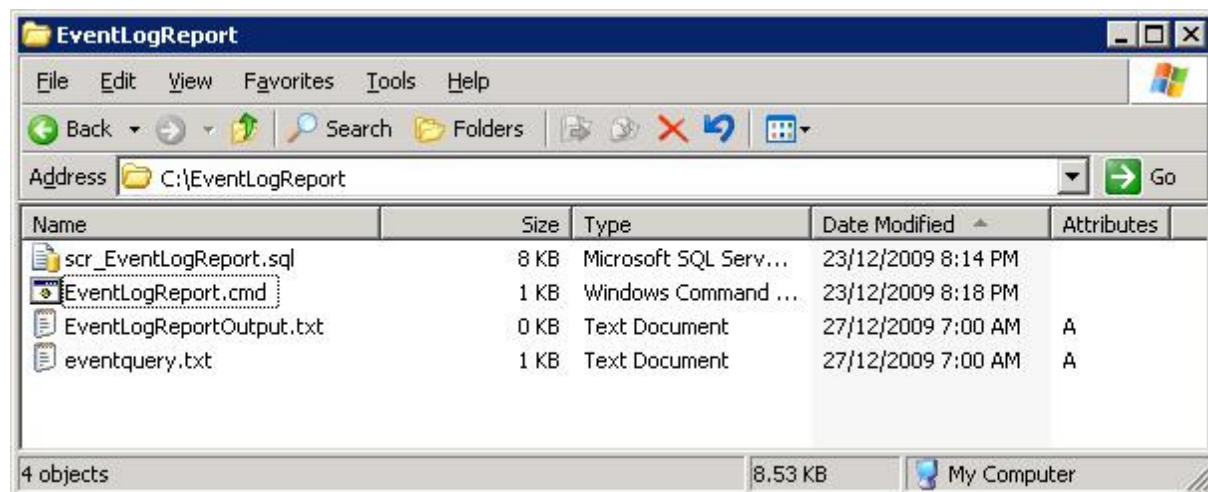 EventLogReport
File Edit View Favorites Tools Help
Back Search Folders
Address C:\EventLogReport Go
Name Size Type Date Modified Attributes
scr_EventLogReport.sql 8 KB Microsoft SQL Serv... 23/12/2009 8:14 PM
EventLogReport.cmd 1 KB Windows Command ... 23/12/2009 8:18 PM
EventLogReportOutput.txt 0 KB Text Document 27/12/2009 7:00 AM A
eventquery.txt 1 KB Text Document 27/12/2009 7:00 AM A
4 objects 8.53 KB My Computer